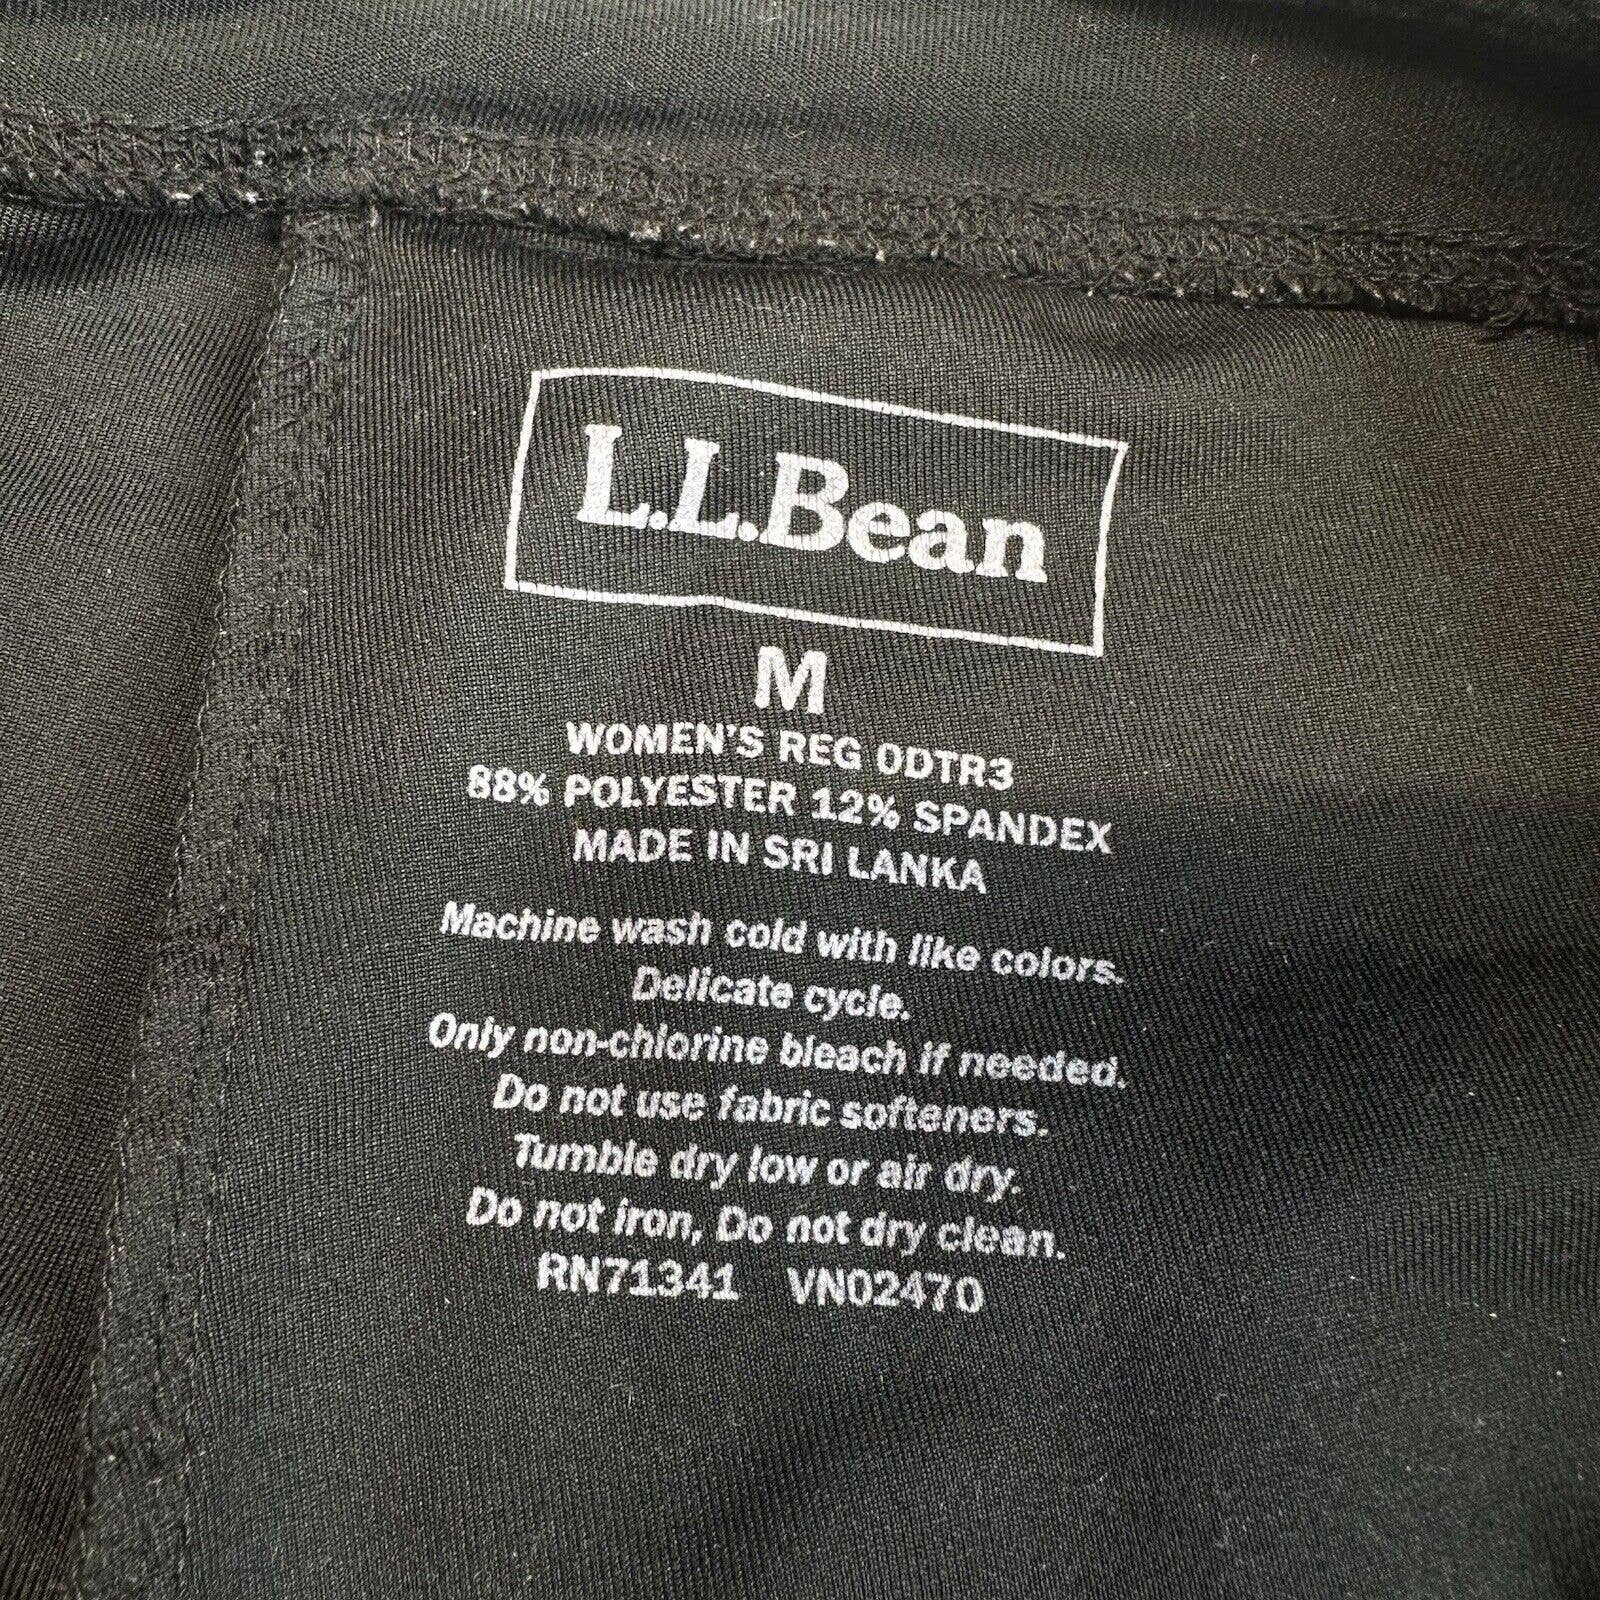 L.L.Bean
M
WOMEN'S REG 0DTR3
88% POLYESTER 12% SPANDEX
MADE IN SRI LANKA
Machine wash cold with like colors.
Delicate cycle.
Only non-chlorine bleach if needed.
Do not use fabric softeners.
Tumble dry low or air dry.
Do not iron, Do not dry clean.
RN71341 VN02470